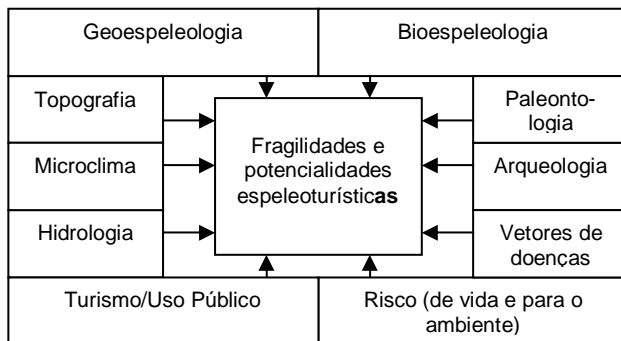 Geoespeleologia
Bioespeleologia
Topografia
Microclima
Hidrologia
Fragilidades e
potencialidades
espeleoturísticas
Paleonto-
logia
Arqueologia
Vetores de
doenças
Turismo/Uso Público
Risco (de vida e para o
ambiente)